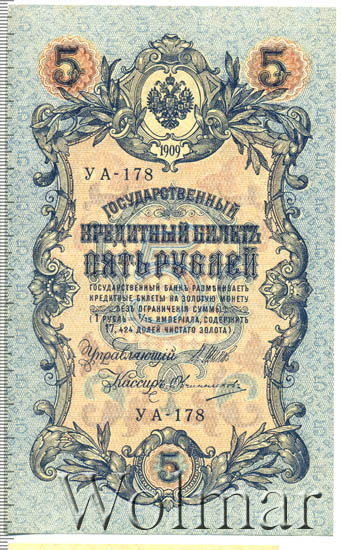 5 5
1909
УА-178
ГОСУДАРСТВЕННЫЙ
КРЕДИТНЫЙ БИЛЕТЪ
ПЯТЬ РУБЛЕЙ
ГОСУДАРСТВЕННЫЙ БАНКЪ РАЗМѢНИВАЕТЪ
КРЕДИТНЫЕ БИЛЕТЫ НА ЗОЛОТУЮ МОНЕТУ
БЕЗЪ ОГРАНИЧЕНІЯ СУММЫ
(1 РУБЛЬ = 1/15 ИМПЕРІАЛА, СОДЕРЖИТЪ
17,424 ДОЛЕЙ ЧИСТАГО ЗОЛОТА).
Управляющій
Кассиръ Овчинниковъ
УА-178
5
Wolmar